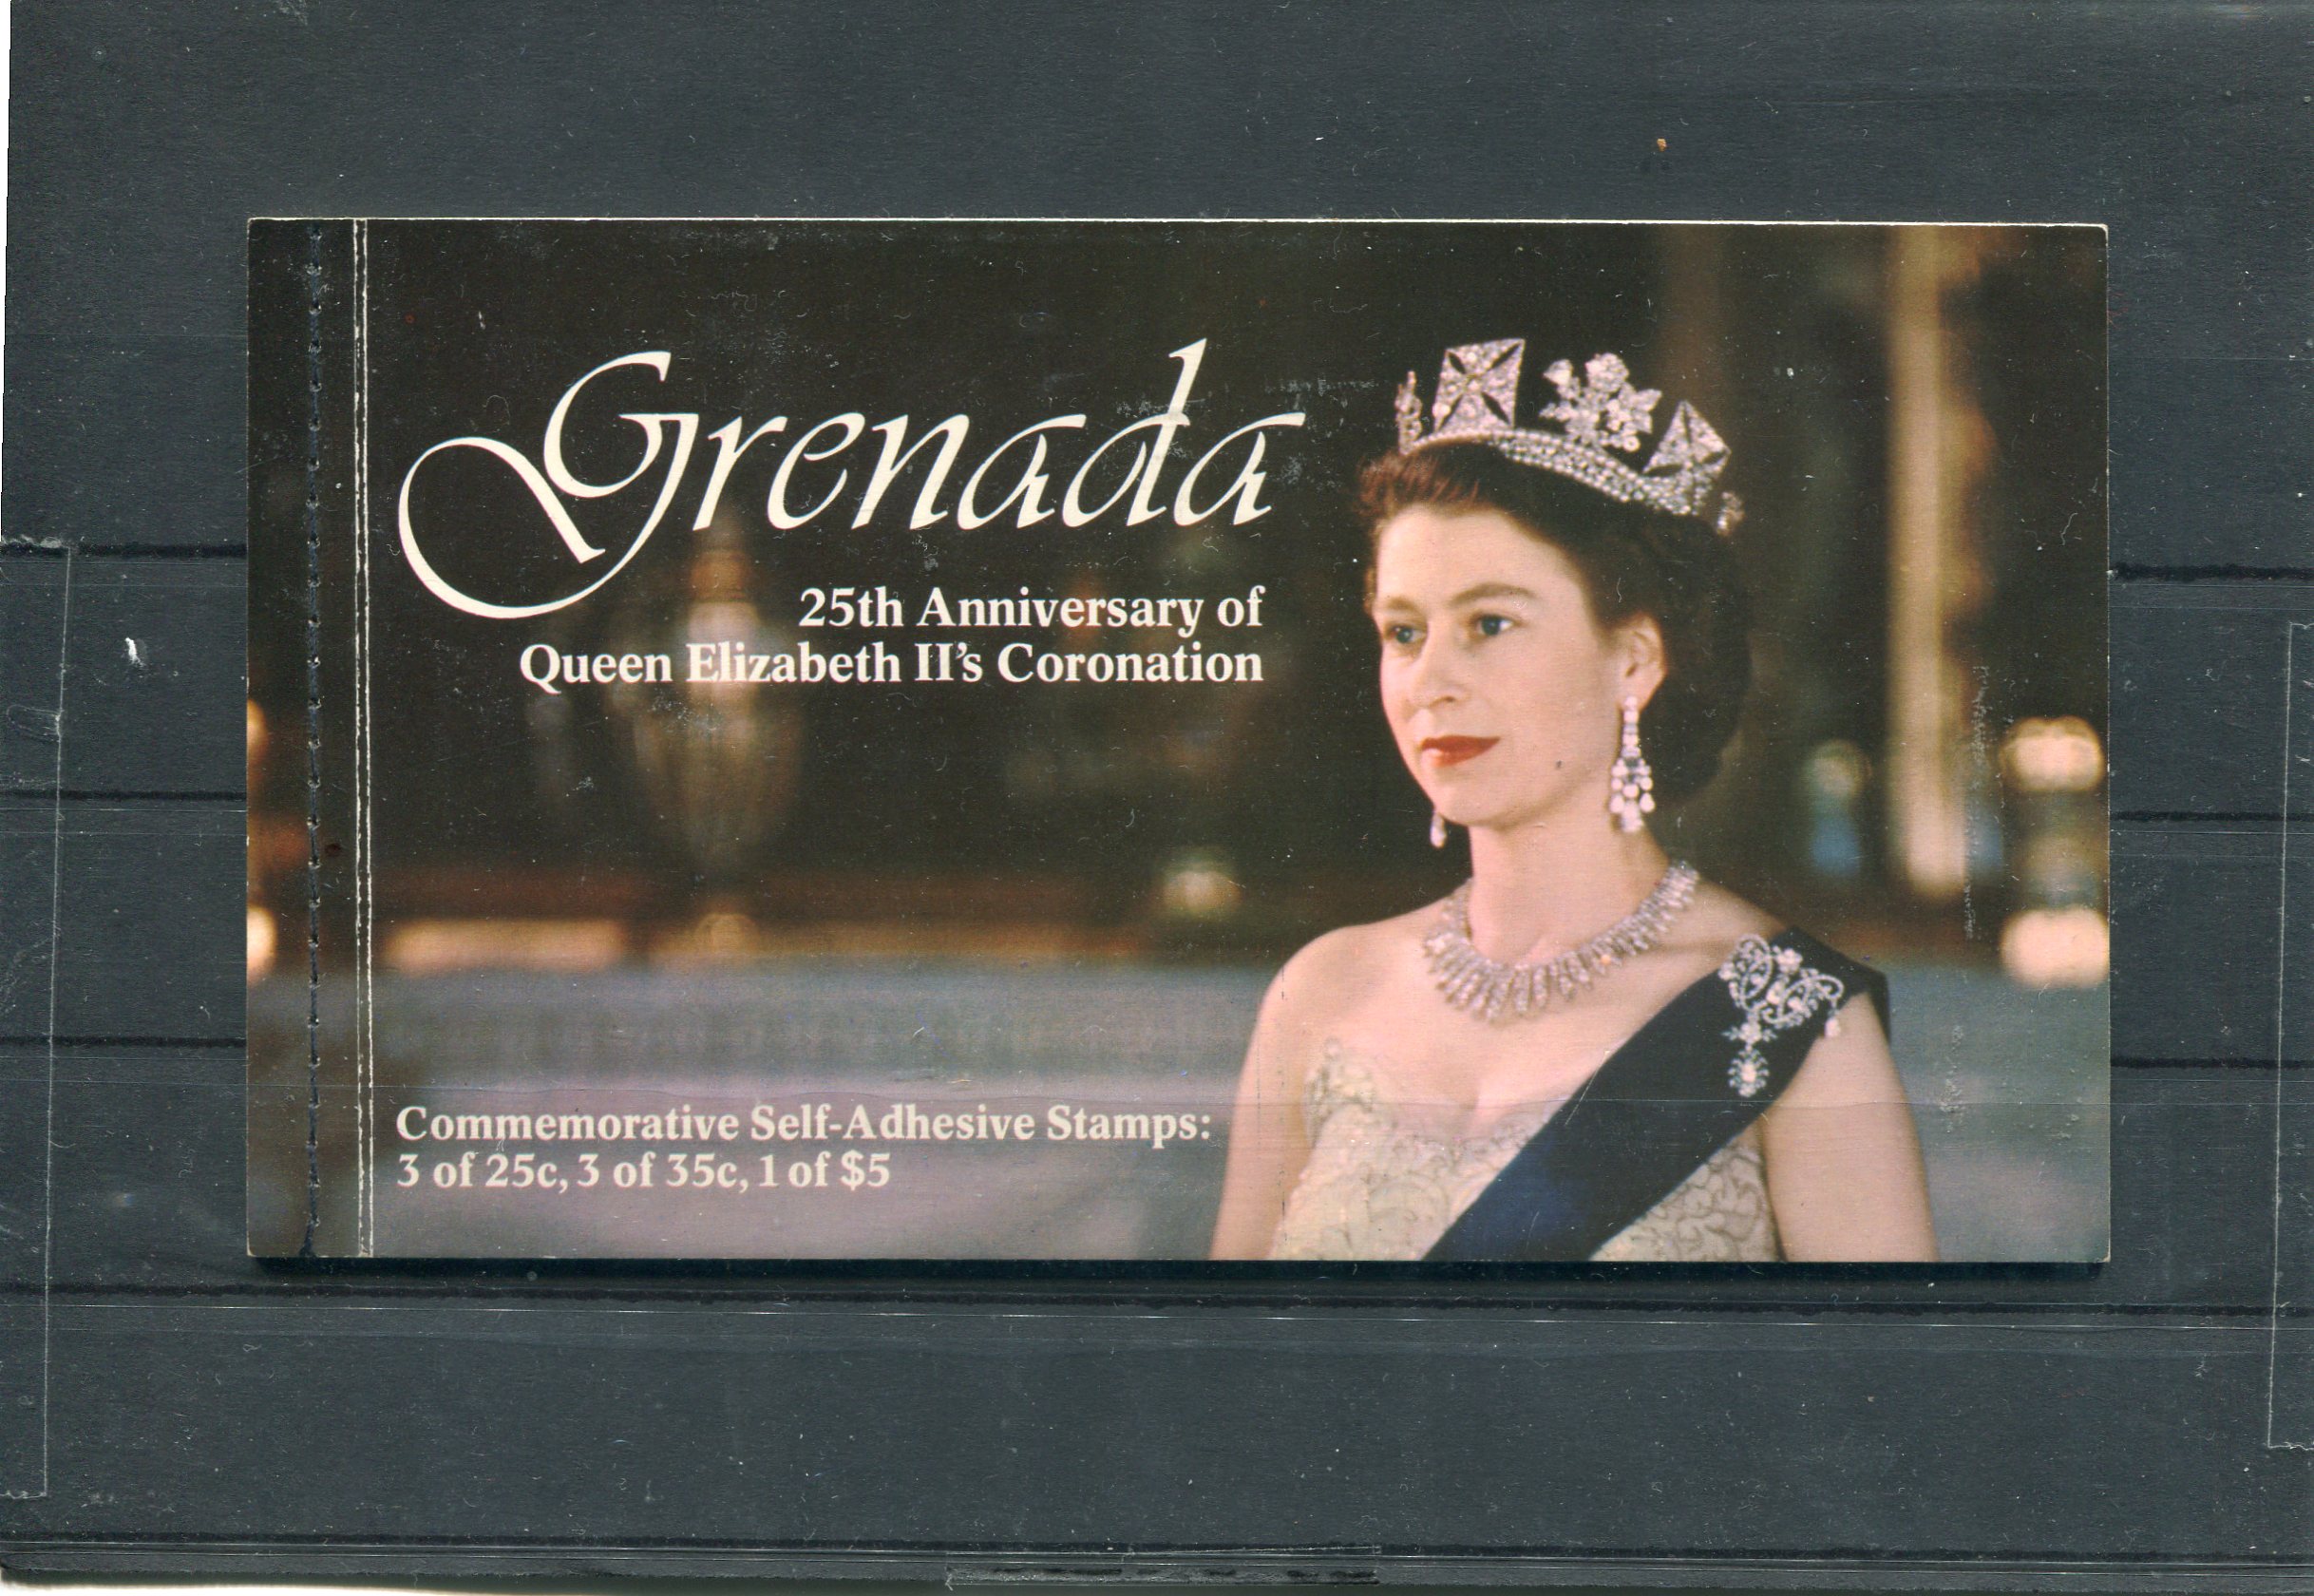 Grenada
25th Anniversary of
Queen Elizabeth II's Coronation
Commemorative Self-Adhesive Stamps:
3 of 25c, 3 of 35c, 1 of $5